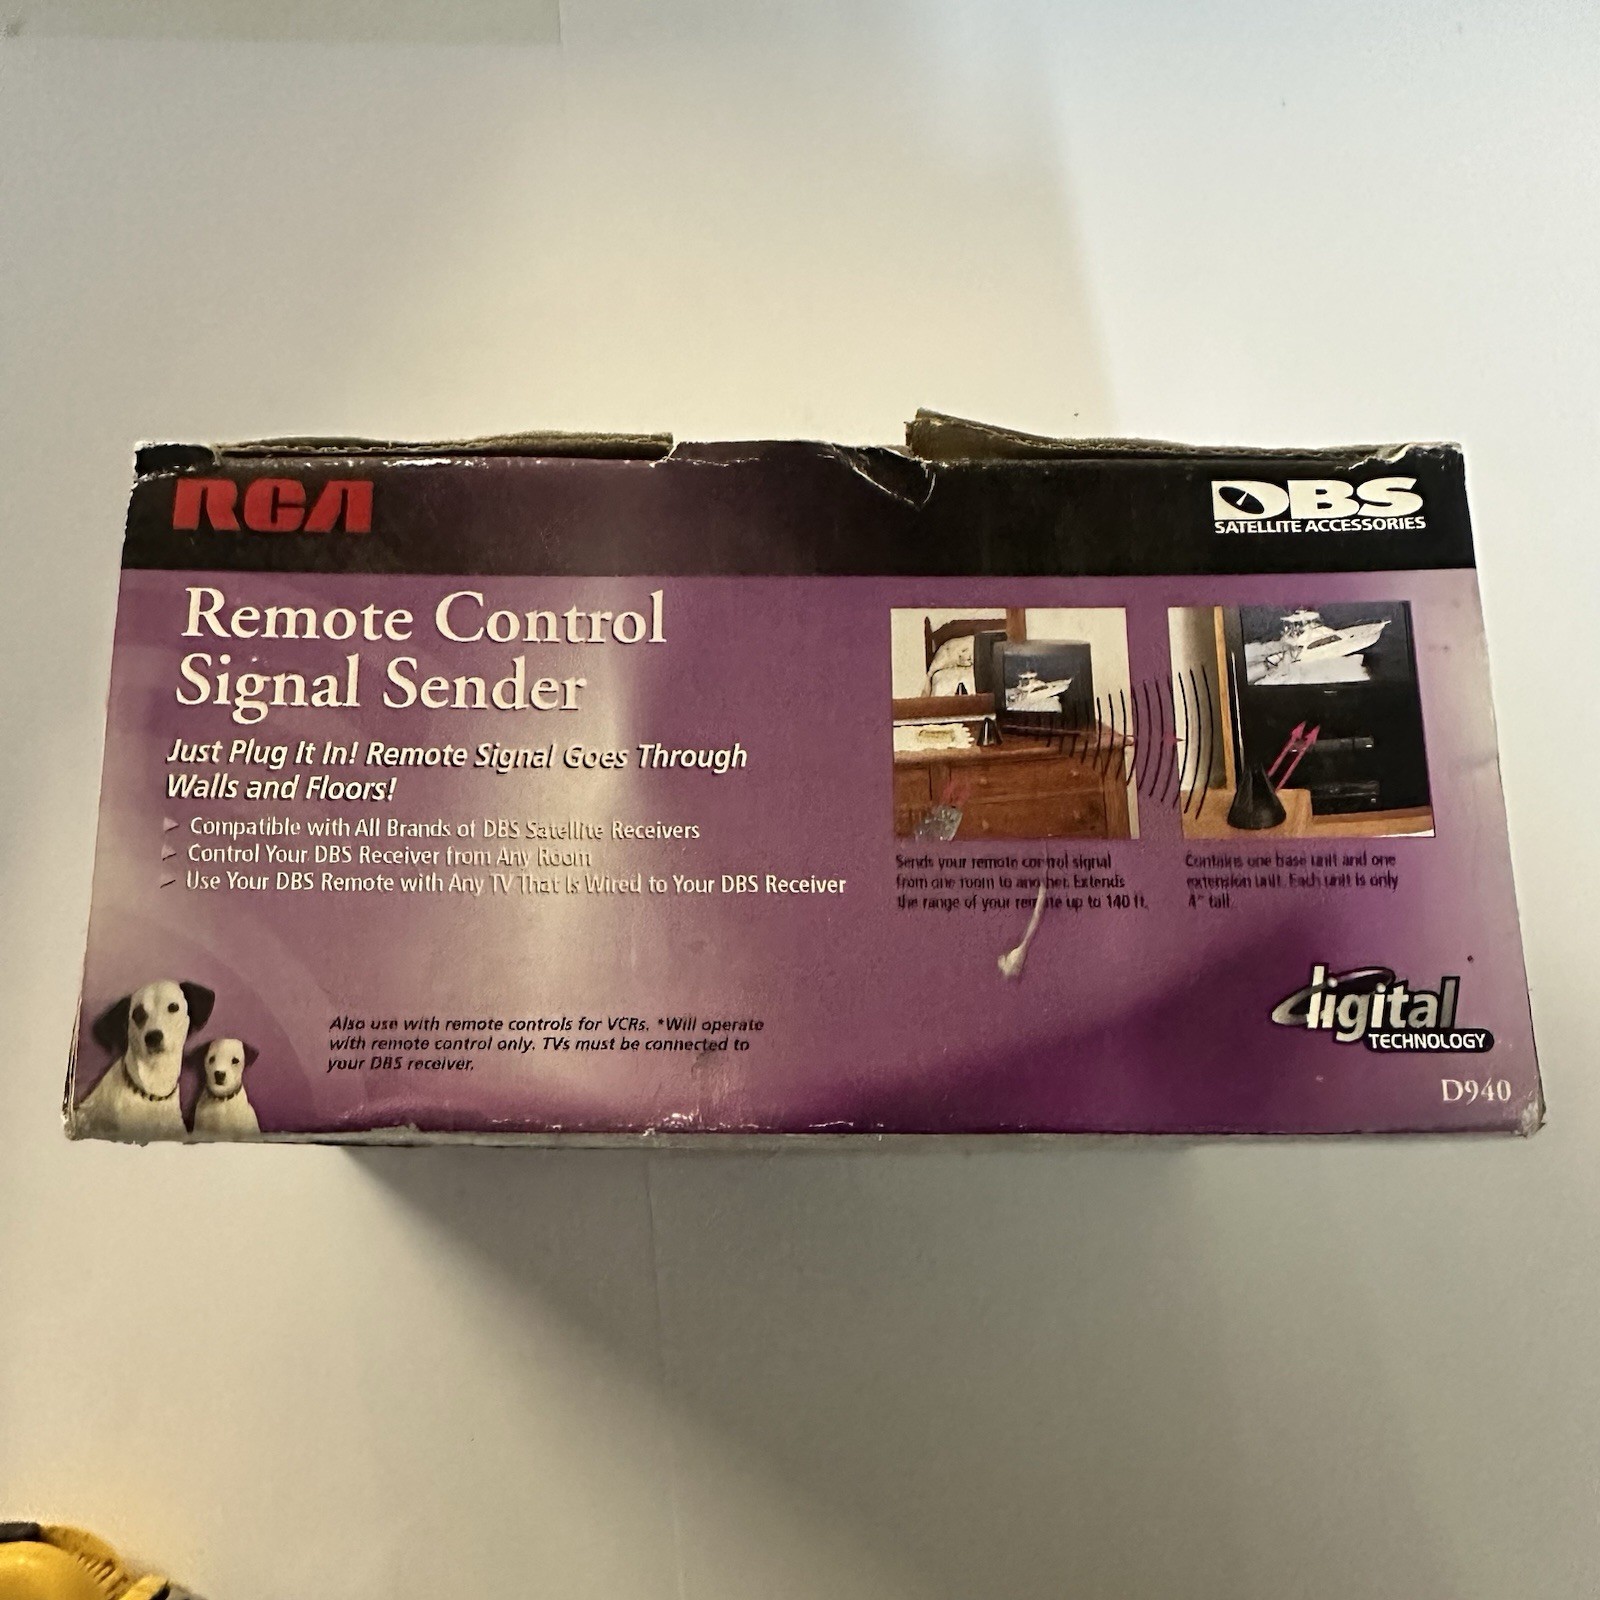 RCA
DBS
SATELLITE ACCESSORIES
Remote Control
Signal Sender
Just Plug It In! Remote Signal Goes Through
Walls and Floors!
Compatible with All Brands of DBS Satellite Receivers
Control Your DBS Receiver from Any Room
Use Your DBS Remote with Any TV That Is Wired to Your DBS Receiver
Sends your remote control signal
from one room to another. Extends
the range of your remote up to 140 ft.
Contains one base unit and one
extension unit. Each unit is only
4" tall.
Also use with remote controls for VCRs. *Will operate
with remote control only. TVs must be connected to
your DBS receiver.
digital
TECHNOLOGY
D940